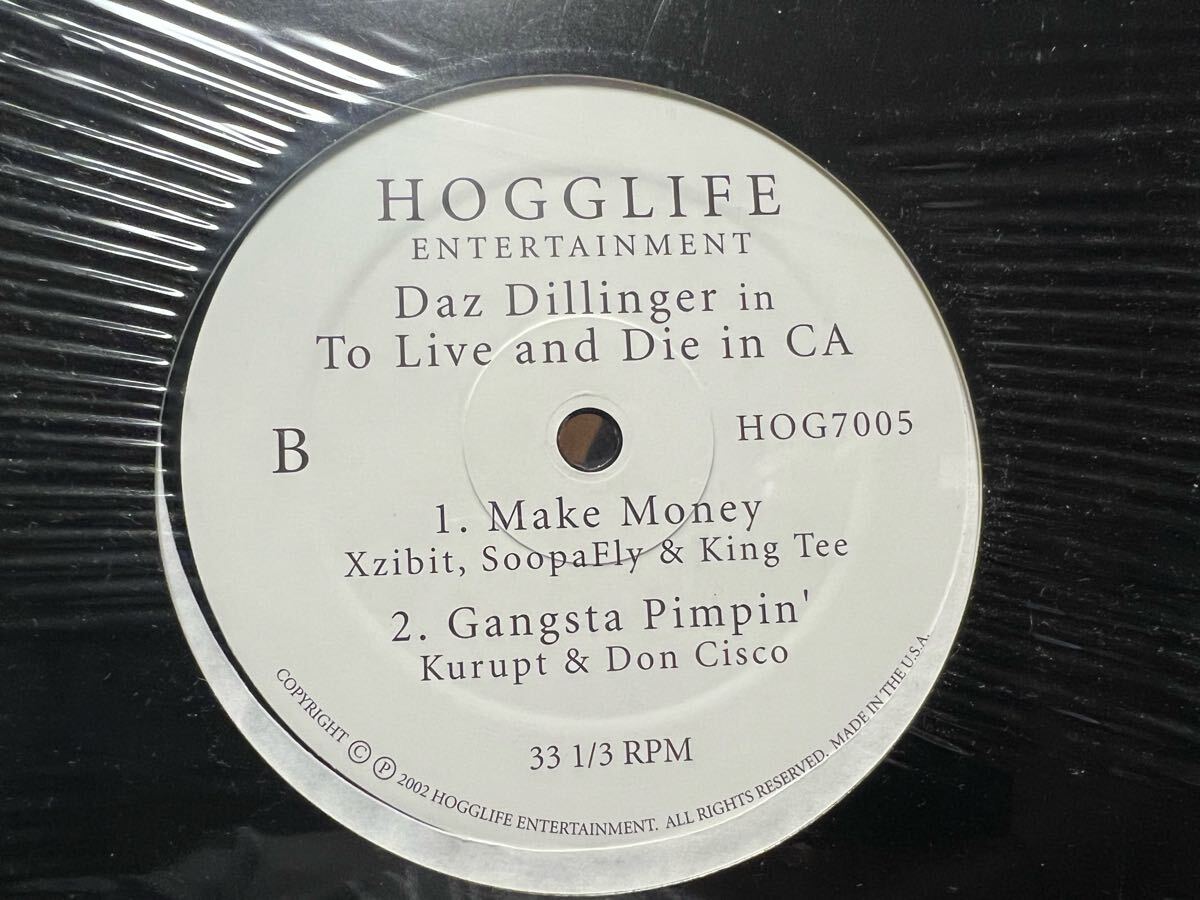 HOGGLIFE
ENTERTAINMENT
Daz Dillinger in
To Live and Die in CA
B
HOG7005
1. Make Money
Xzibit, SoopaFly & King Tee
2. Gangsta Pimpin'
Kurupt & Don Cisco
33 1/3 RPM
COPYRIGHT © ℗ 2002 HOGGLIFE ENTERTAINMENT. ALL RIGHTS RESERVED. MADE IN THE U.S.A.